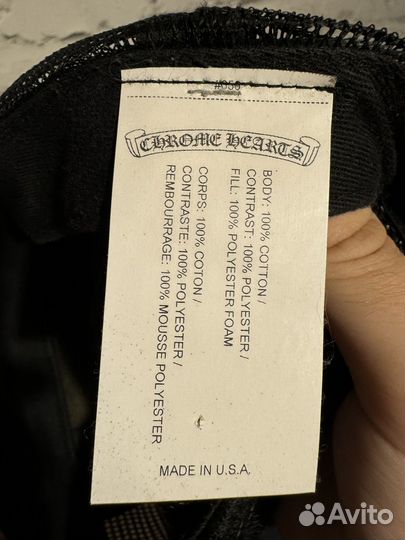 #056
CHROME HEARTS
BODY: 100% COTTON /
CONTRAST: 100% POLYESTER /
FILL: 100% POLYESTER FOAM
CORPS: 100% COTON /
CONTRASTE: 100% POLYESTER /
REMBOURRAGE: 100% MOUSSE POLYESTER
MADE IN U.S.A.
Avito